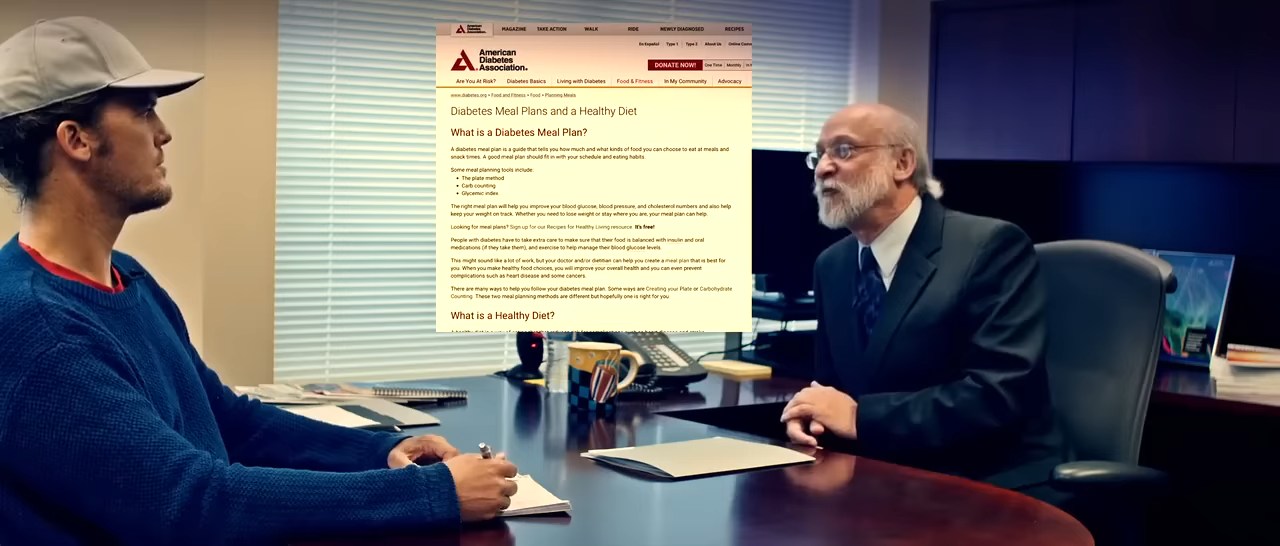 American Diabetes Association.
MAGAZINE TAKE ACTION WALK RIDE NEWLY DIAGNOSED RECIPES
En Español Type 1 Type 2 About Us Online
American
Diabetes
Association.
DONATE NOW! One Time Monthly
Are You At Risk? Diabetes Basics Living with Diabetes Food & Fitness In My Community Advocacy
www.diabetes.org > Food and Fitness > Food > Planning Meals
Diabetes Meal Plans and a Healthy Diet
What is a Diabetes Meal Plan?
A diabetes meal plan is a guide that tells you how much and what kinds of food you can choose to eat at meals and
snack times. A good meal plan should fit in with your schedule and eating habits.
Some meal planning tools include:
• The plate method
• Carb counting
• Glycemic index
The right meal plan will help you improve your blood glucose, blood pressure, and cholesterol numbers and also help
keep your weight on track. Whether you need to lose weight or stay where you are, your meal plan can help.
Looking for meal plans? Sign up for our Recipes for Healthy Living resource. It's free!
People with diabetes have to take extra care to make sure that their food is balanced with insulin and oral
medications (if they take them), and exercise to help manage their blood glucose levels.
This might sound like a lot of work, but your doctor and/or dietitian can help you create a meal plan that is best for
you. When you make healthy food choices, you will improve your overall health and you can even prevent
complications such as heart disease and some cancers.
There are many ways to help you follow your diabetes meal plan. Some ways are Creating your Plate or Carbohydrate
Counting. These two meal planning methods are different but hopefully one is right for you.
What is a Healthy Diet?